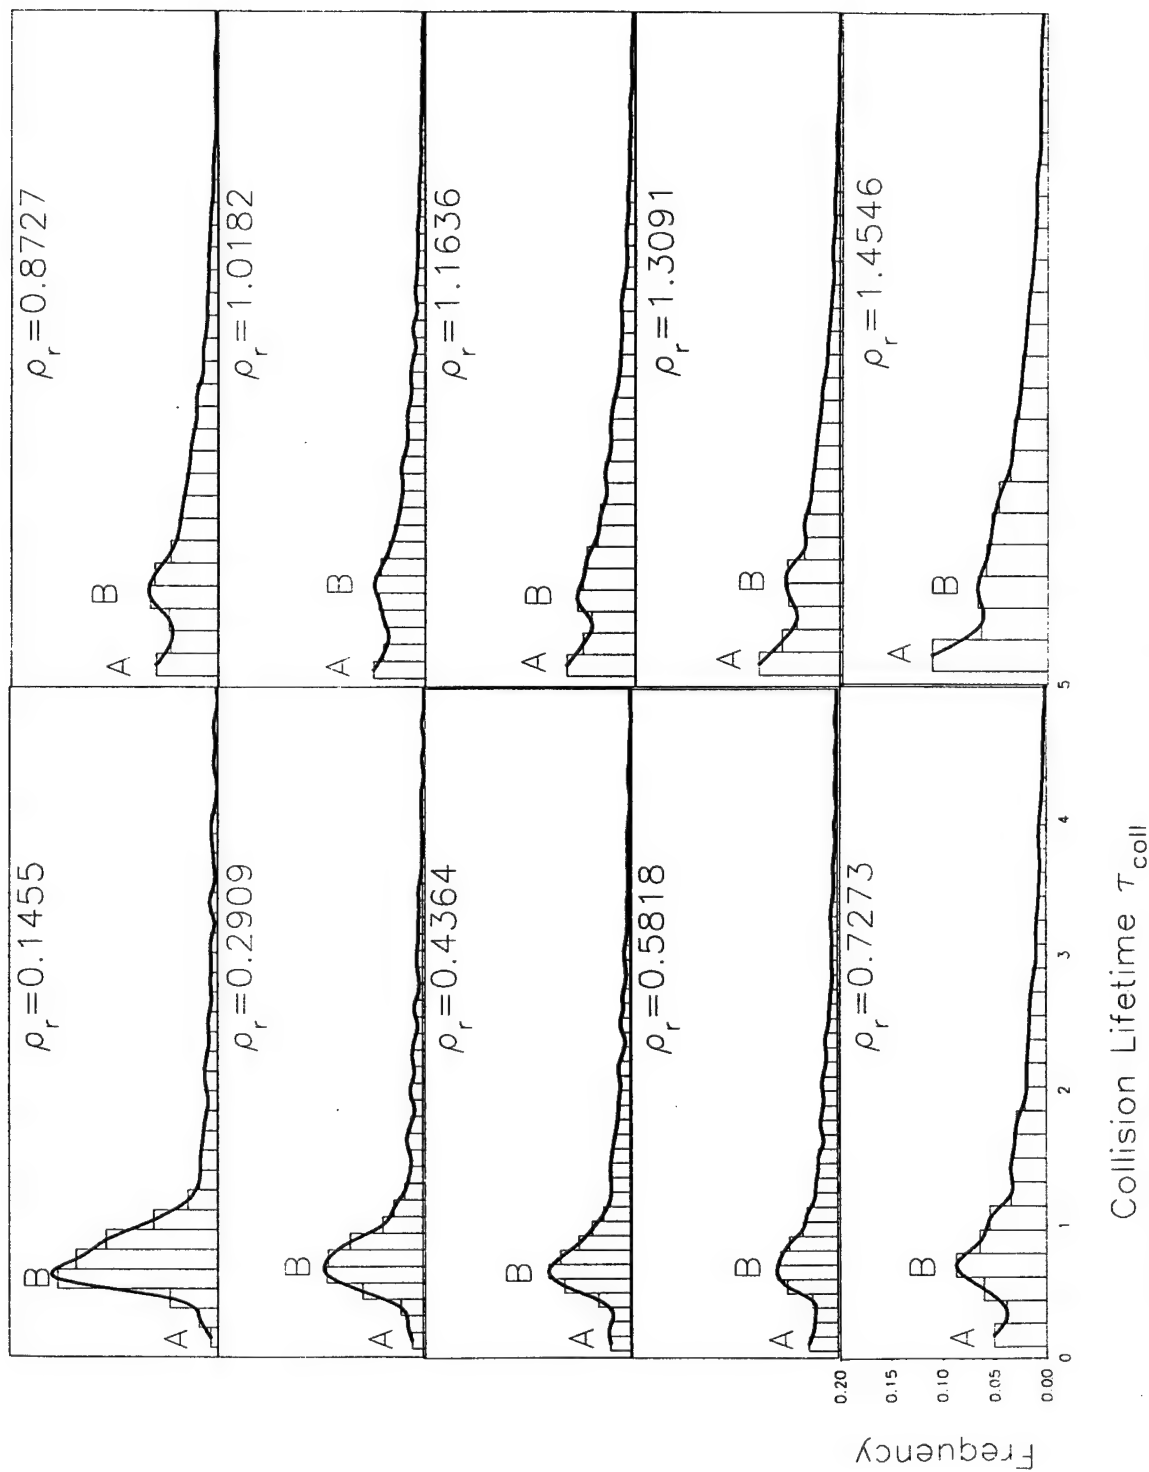 ρr=0.1455
A
B
ρr=0.2909
A
B
ρr=0.4364
A
B
ρr=0.5818
A
B
ρr=0.7273
A
B
ρr=0.8727
A
B
ρr=1.0182
A
B
ρr=1.1636
A
B
ρr=1.3091
A
B
ρr=1.4546
A
B
0.20
0.15
0.10
0.05
0.00
Frequency
0 1 2 3 4 5
Collision Lifetime τcoll